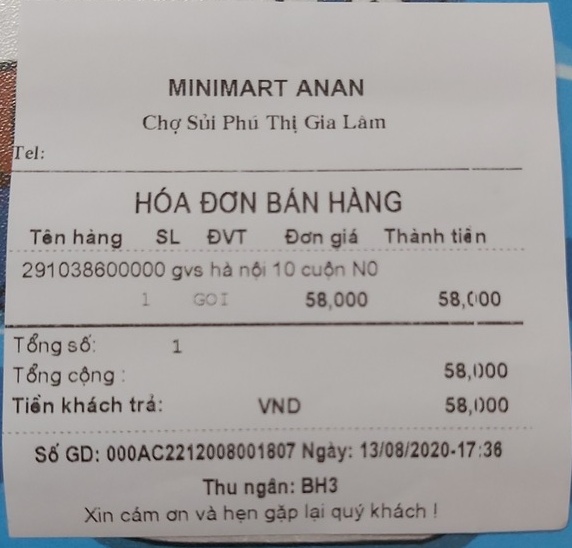 MINIMART ANAN
Chợ Sủi Phú Thị Gia Lâm
Tel:
HÓA ĐƠN BÁN HÀNG
Tên hàng SL ĐVT Đơn giá Thành tiền
291038600000 gvs hà nội 10 cuộn N0
1 GOI 58,000 58,000
Tổng số: 1
Tổng cộng : 58,000
Tiền khách trả: VND 58,000
Số GD: 000AC2212008001807 Ngày: 13/08/2020-17:36
Thu ngân: BH3
Xin cám ơn và hẹn gặp lại quý khách !